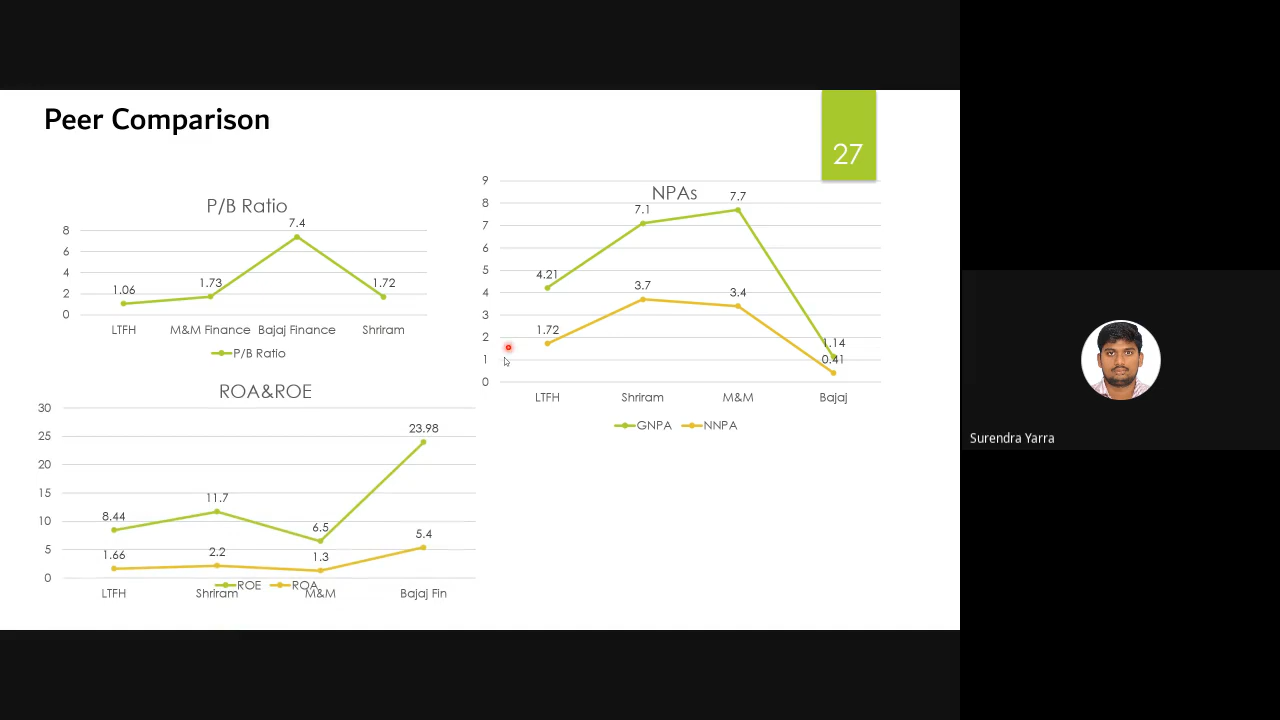 Peer Comparison
27
P/B Ratio
8
6
4
2
0
1.06
1.73
7.4
1.72
LTFH
M&M Finance
Bajaj Finance
Shriram
P/B Ratio
NPAs
9
8
7
6
5
4
3
2
1
0
4.21
7.1
7.7
1.14
1.72
3.7
3.4
0.41
LTFH
Shriram
M&M
Bajaj
GNPA
NNPA
ROA&ROE
30
25
20
15
10
5
0
8.44
11.7
6.5
23.98
1.66
2.2
1.3
5.4
ROE
ROA
LTFH
Shriram
M&M
Bajaj Fin
Surendra Yarra